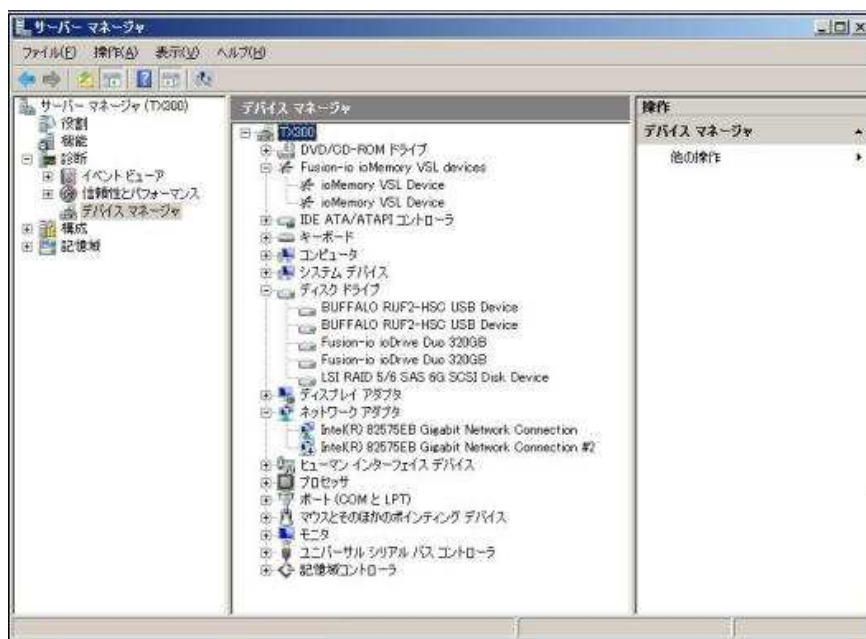 サーバー マネージャ
ファイル(F) 操作(A) 表示(V) ヘルプ(H)
サーバー マネージャ (TX300)
役割
機能
診断
イベント ビューア
信頼性とパフォーマンス
デバイス マネージャ
構成
記憶域
デバイス マネージャ
TX300
DVD/CD-ROM ドライブ
Fusion-io ioMemory VSL devices
ioMemory VSL Device
ioMemory VSL Device
IDE ATA/ATAPI コントローラ
キーボード
コンピュータ
システム デバイス
ディスク ドライブ
BUFFALO RUF2-HSC USB Device
BUFFALO RUF2-HSC USB Device
Fusion-io ioDrive Duo 320GB
Fusion-io ioDrive Duo 320GB
LSI RAID 5/6 SAS 6G SCSI Disk Device
ディスプレイ アダプタ
ネットワーク アダプタ
Intel(R) 82575EB Gigabit Network Connection
Intel(R) 82575EB Gigabit Network Connection #2
ヒューマン インターフェイス デバイス
プロセッサ
ポート (COM と LPT)
マウスとそのほかのポインティング デバイス
モニタ
ユニバーサル シリアル バス コントローラ
記憶域コントローラ
操作
デバイス マネージャ
他の操作